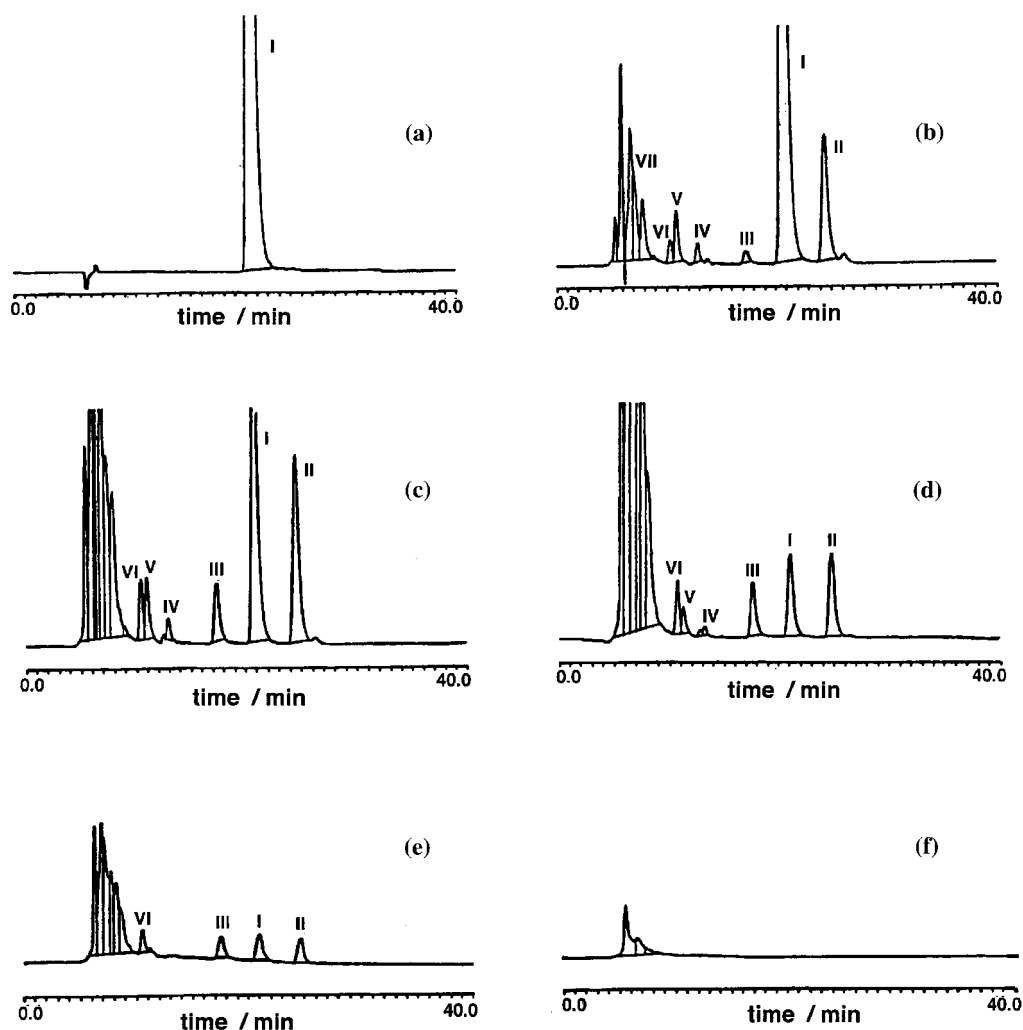 I
(a)
0.0 40.0
time / min
I
(b)
VII
II
V
VI IV
III
0.0 40.0
time / min
I
(c)
II
VI V
III
IV
0.0 40.0
time / min
(d)
I II
VI
III
V
IV
0.0 40.0
time / min
(e)
VI III I II
0.0 40.0
time / min
(f)
0.0 40.0
time / min